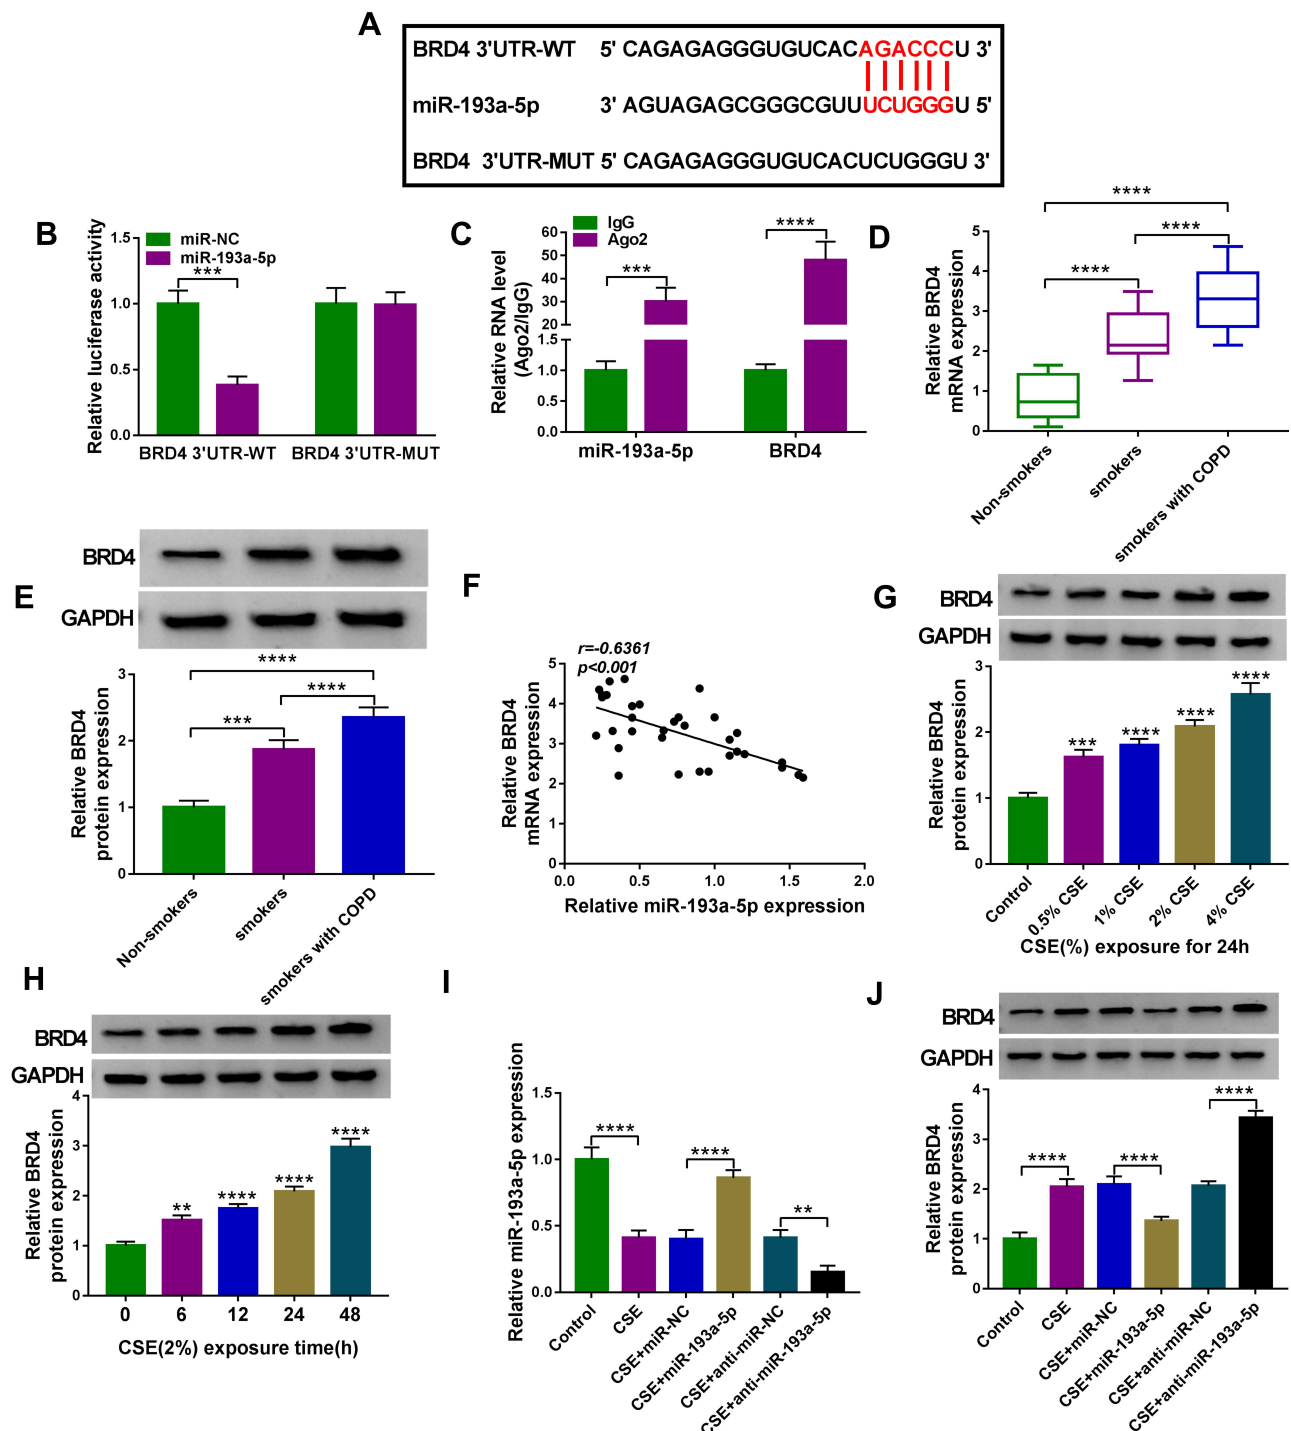 A
BRD4 3'UTR-WT 5' CAGAGAGGGUGUCACAGACCCU 3'
miR-193a-5p 3' AGUAGAGCGGGCGUUUCUGGGU 5'
BRD4 3'UTR-MUT 5' CAGAGAGGGUGUCACUCUGGGU 3'
B
miR-NC
miR-193a-5p
Relative luciferase activity
1.5
1.0
0.5
0.0
***
BRD4 3'UTR-WT
BRD4 3'UTR-MUT
C
IgG
Ago2
Relative RNA level
(Ago2/IgG)
60
50
40
30
20
1.5
1.0
0.5
0.0
***
****
miR-193a-5p
BRD4
D
Relative BRD4
mRNA expression
5
4
3
2
1
0
****
****
****
Non-smokers
smokers
smokers with COPD
E
BRD4
GAPDH
Relative BRD4
protein expression
3
2
1
0
****
****
***
Non-smokers
smokers
smokers with COPD
F
r=-0.6361
p<0.001
Relative BRD4
mRNA expression
5
4
3
2
1
0
0.0
0.5
1.0
1.5
2.0
Relative miR-193a-5p expression
G
BRD4
GAPDH
Relative BRD4
protein expression
3
2
1
0
***
****
****
****
Control
0.5% CSE
1% CSE
2% CSE
4% CSE
CSE(%) exposure for 24h
H
BRD4
GAPDH
Relative BRD4
protein expression
4
3
2
1
0
**
****
****
****
0
6
12
24
48
CSE(2%) exposure time(h)
I
Relative miR-193a-5p expression
1.5
1.0
0.5
0.0
****
****
**
Control
CSE
CSE+miR-NC
CSE+miR-193a-5p
CSE+anti-miR-NC
CSE+anti-miR-193a-5p
J
BRD4
GAPDH
Relative BRD4
protein expression
4
3
2
1
0
****
****
****
Control
CSE
CSE+miR-NC
CSE+miR-193a-5p
CSE+anti-miR-NC
CSE+anti-miR-193a-5p